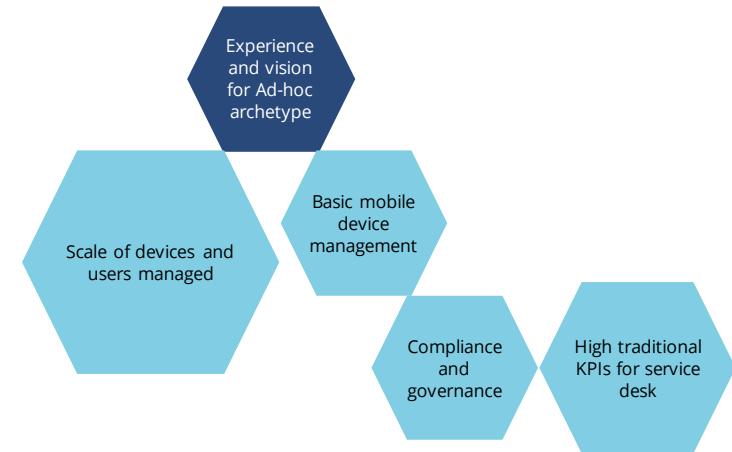 Experience
and vision
for Ad-hoc
archetype
Basic mobile
device
management
Scale of devices and
users managed
Compliance
and
governance
High traditional
KPIs for service
desk